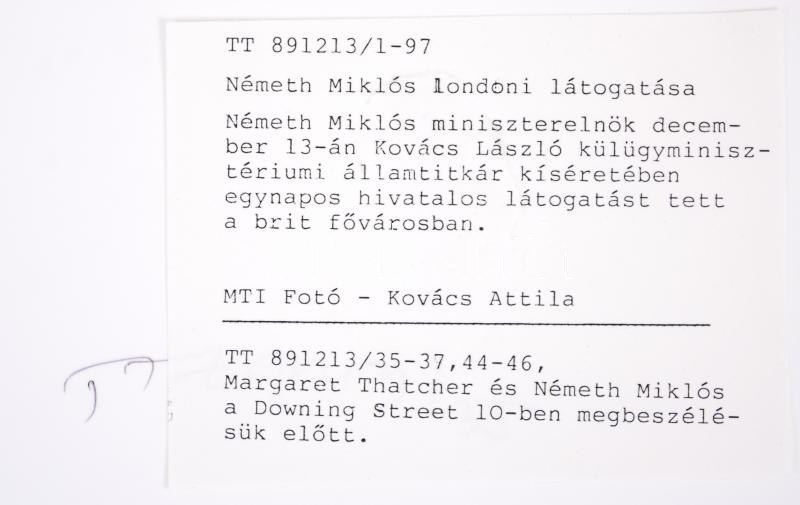 TT 891213/1-97
Németh Miklós londoni látogatása
Németh Miklós miniszterelnök decem-
ber 13-án Kovács László külügyminisz-
tériumi államtitkár kíséretében
egynapos hivatalos látogatást tett
a brit fővárosban.
MTI Fotó - Kovács Attila
TT 891213/35-37,44-46,
Margaret Thatcher és Németh Miklós
a Downing Street 10-ben megbeszélé-
sük előtt.
TT